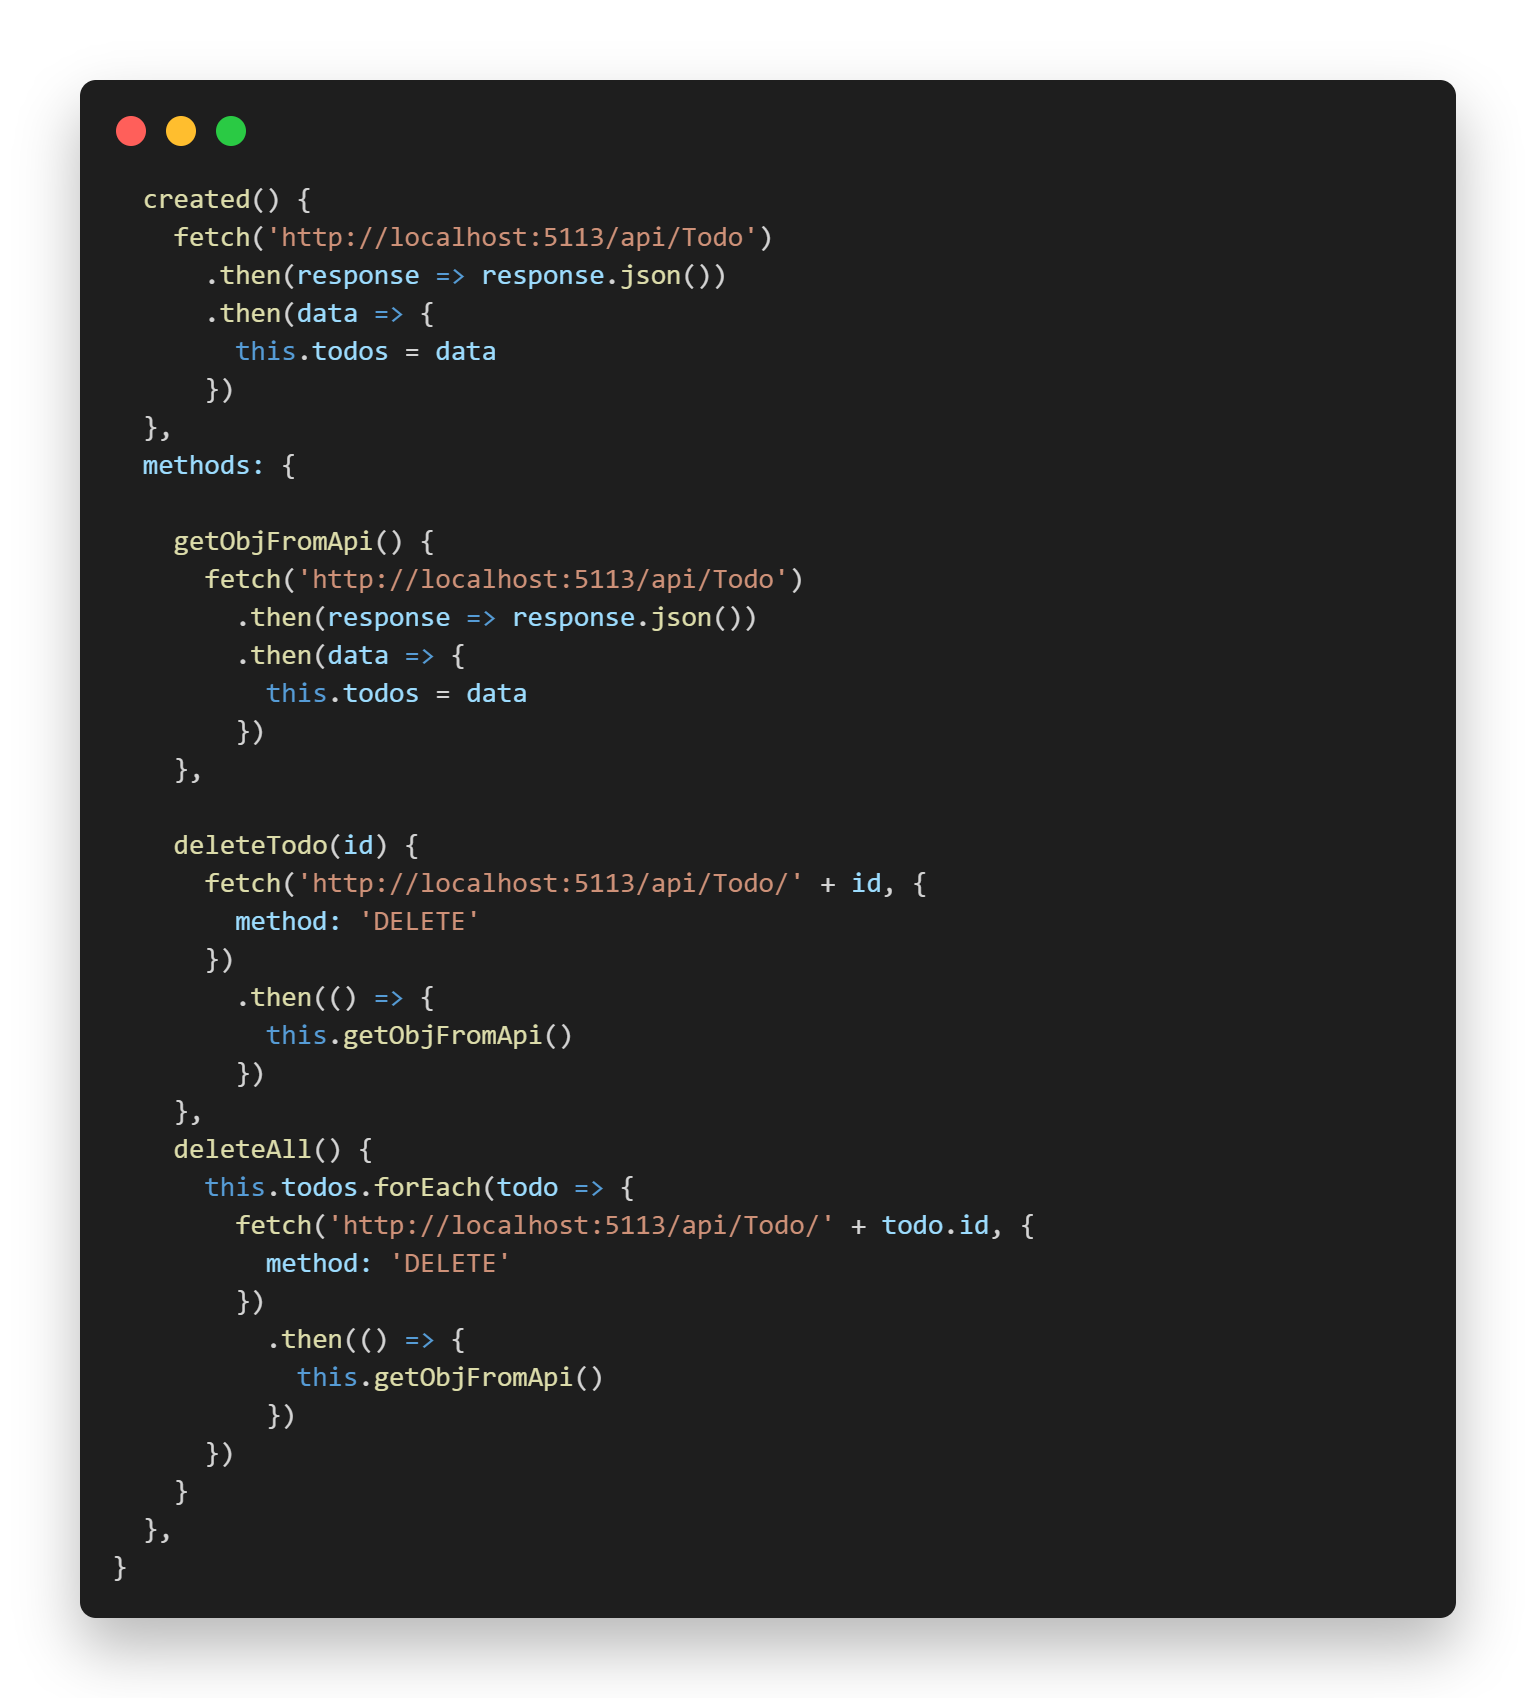 created() {
fetch('http://localhost:5113/api/Todo')
.then(response => response.json())
.then(data => {
this.todos = data
})
},
methods: {
getObjFromApi() {
fetch('http://localhost:5113/api/Todo')
.then(response => response.json())
.then(data => {
this.todos = data
})
},
deleteTodo(id) {
fetch('http://localhost:5113/api/Todo/' + id, {
method: 'DELETE'
})
.then(() => {
this.getObjFromApi()
})
},
deleteAll() {
this.todos.forEach(todo => {
fetch('http://localhost:5113/api/Todo/' + todo.id, {
method: 'DELETE'
})
.then(() => {
this.getObjFromApi()
})
})
}
},
}